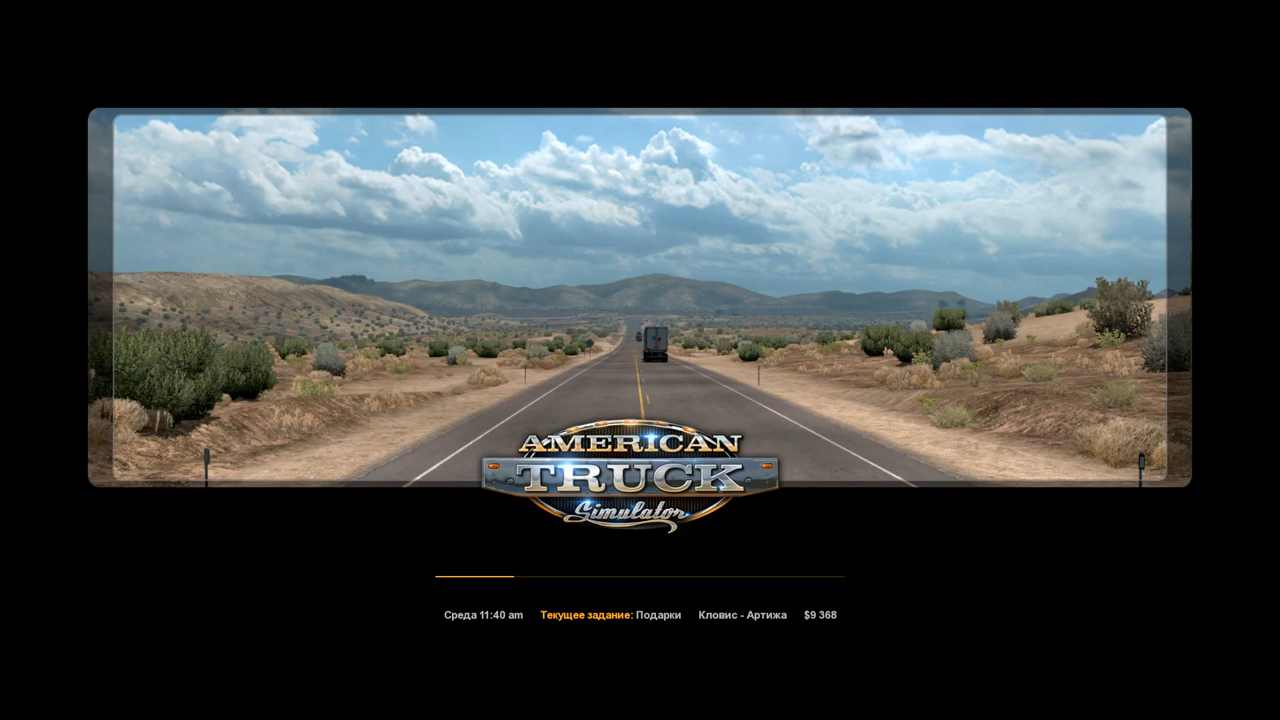 AMERICAN
TRUCK
Simulator
Среда 11:40 am Текущее задание: Подарки Кловис - Артижа $9 368